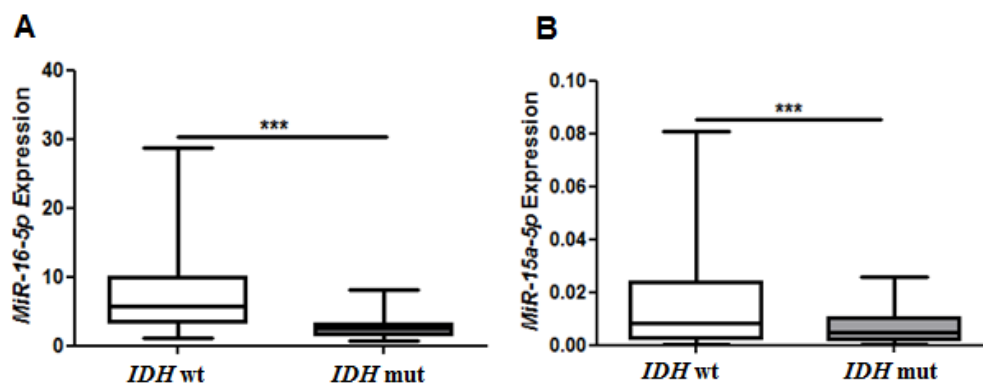 A
MiR-16-5p Expression
40
30
20
10
0
***
IDH wt
IDH mut
B
MiR-15a-5p Expression
0.10
0.08
0.06
0.04
0.02
0.00
***
IDH wt
IDH mut